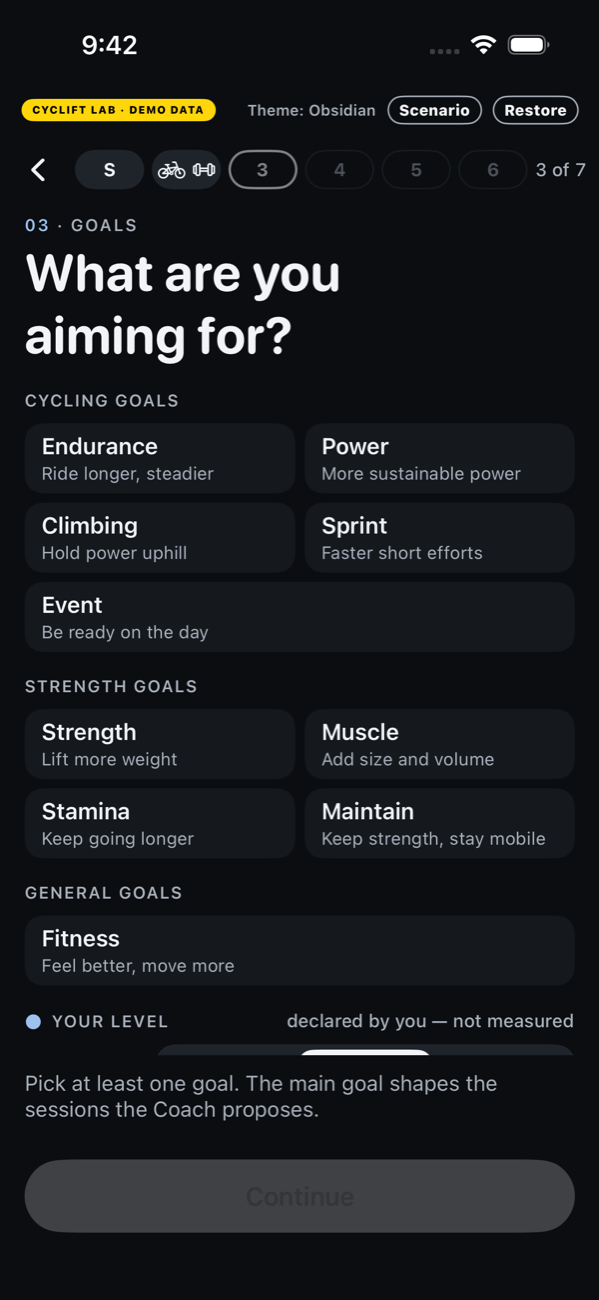 9:42
CYCLIFT LAB · DEMO DATA
Theme: Obsidian
Scenario
Restore
S
3
4
5
6
3 of 7
03 · GOALS
What are you
aiming for?
CYCLING GOALS
Endurance
Ride longer, steadier
Power
More sustainable power
Climbing
Hold power uphill
Sprint
Faster short efforts
Event
Be ready on the day
STRENGTH GOALS
Strength
Lift more weight
Muscle
Add size and volume
Stamina
Keep going longer
Maintain
Keep strength, stay mobile
GENERAL GOALS
Fitness
Feel better, move more
YOUR LEVEL
declared by you — not measured
Pick at least one goal. The main goal shapes the
sessions the Coach proposes.
Continue